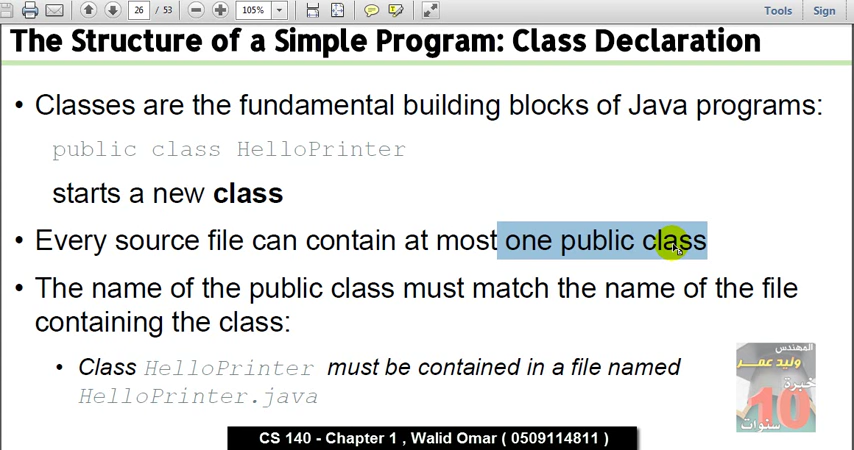 26 / 53
105%
Tools
Sign
The Structure of a Simple Program: Class Declaration
• Classes are the fundamental building blocks of Java programs:
public class HelloPrinter
starts a new class
• Every source file can contain at most one public class
• The name of the public class must match the name of the file
containing the class:
• Class HelloPrinter must be contained in a file named
HelloPrinter.java
المهندس
وليد عمر
خبرة
10
سنوات
CS 140 - Chapter 1 , Walid Omar ( 0509114811 )